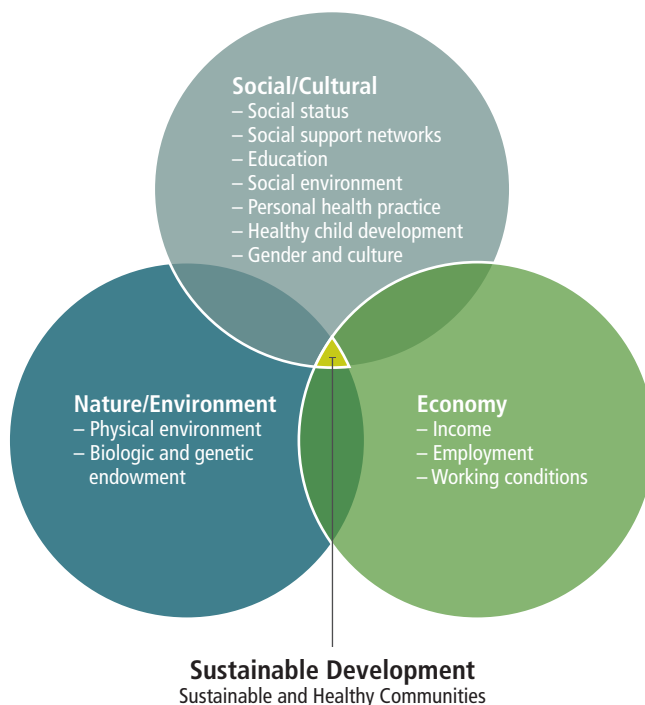 Social/Cultural
– Social status
– Social support networks
– Education
– Social environment
– Personal health practice
– Healthy child development
– Gender and culture
Nature/Environment
– Physical environment
– Biologic and genetic
endowment
Economy
– Income
– Employment
– Working conditions
Sustainable Development
Sustainable and Healthy Communities